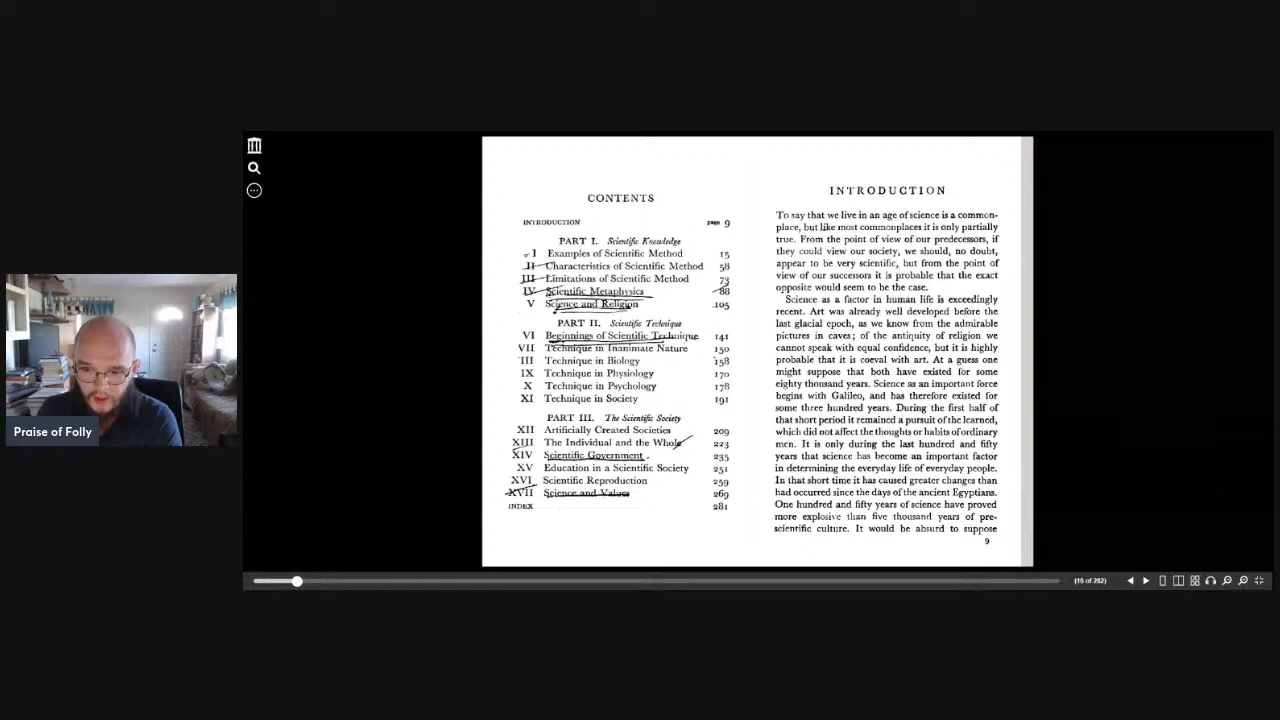 CONTENTS
INTRODUCTION page 9
PART I. Scientific Knowledge
I Examples of Scientific Method 15
II Characteristics of Scientific Method 58
III Limitations of Scientific Method 73
IV Scientific Metaphysics 88
V Science and Religion 105
PART II. Scientific Technique
VI Beginnings of Scientific Technique 141
VII Technique in Inanimate Nature 150
VIII Technique in Biology 158
IX Technique in Physiology 170
X Technique in Psychology 178
XI Technique in Society 191
PART III. The Scientific Society
XII Artificially Created Societies 209
XIII The Individual and the Whole 223
XIV Scientific Government 235
XV Education in a Scientific Society 251
XVI Scientific Reproduction 259
XVII Science and Values 269
INDEX 281
INTRODUCTION
To say that we live in an age of science is a common-
place, but like most commonplaces it is only partially
true. From the point of view of our predecessors, if
they could view our society, we should, no doubt,
appear to be very scientific, but from the point of
view of our successors it is probable that the exact
opposite would seem to be the case.
Science as a factor in human life is exceedingly
recent. Art was already well developed before the
last glacial epoch, as we know from the admirable
pictures in caves; of the antiquity of religion we
cannot speak with equal confidence, but it is highly
probable that it is coeval with art. At a guess one
might suppose that both have existed for some
eighty thousand years. Science as an important force
begins with Galileo, and has therefore existed for
some three hundred years. During the first half of
that short period it remained a pursuit of the learned,
which did not affect the thoughts or habits of ordinary
men. It is only during the last hundred and fifty
years that science has become an important factor
in determining the everyday life of everyday people.
In that short time it has caused greater changes than
had occurred since the days of the ancient Egyptians.
One hundred and fifty years of science have proved
more explosive than five thousand years of pre-
scientific culture. It would be absurd to suppose
9
Praise of Folly
(16 of 282)